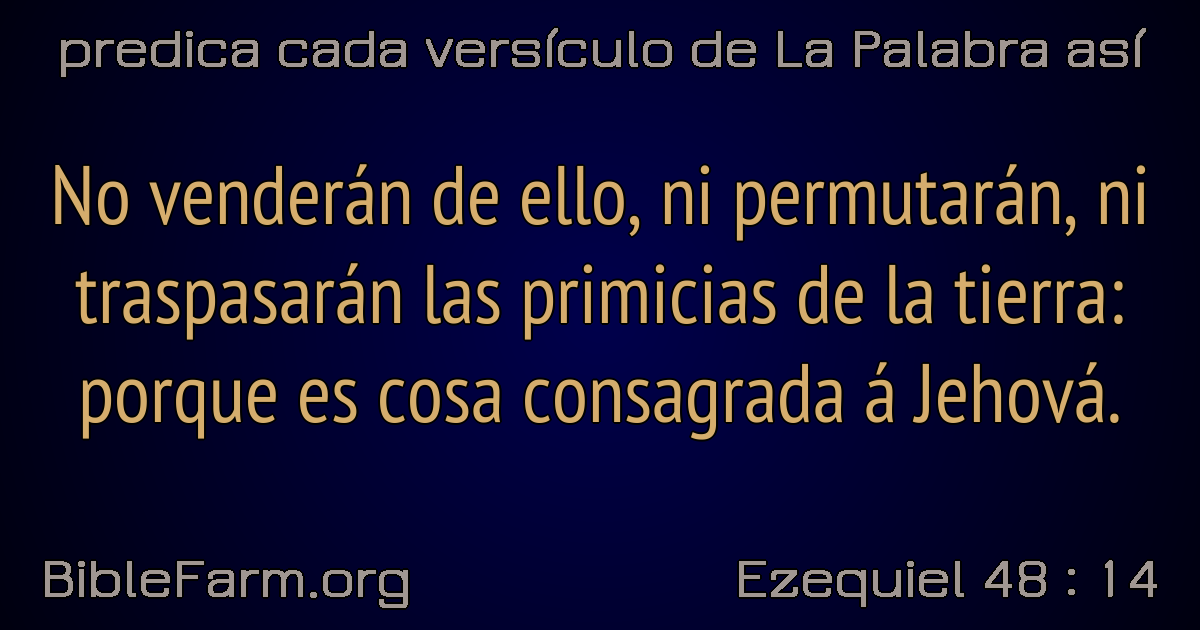 predica cada versículo de La Palabra así
No venderán de ello, ni permutarán, ni
traspasarán las primicias de la tierra:
porque es cosa consagrada á Jehová.
BibleFarm.org
Ezequiel 48 : 14